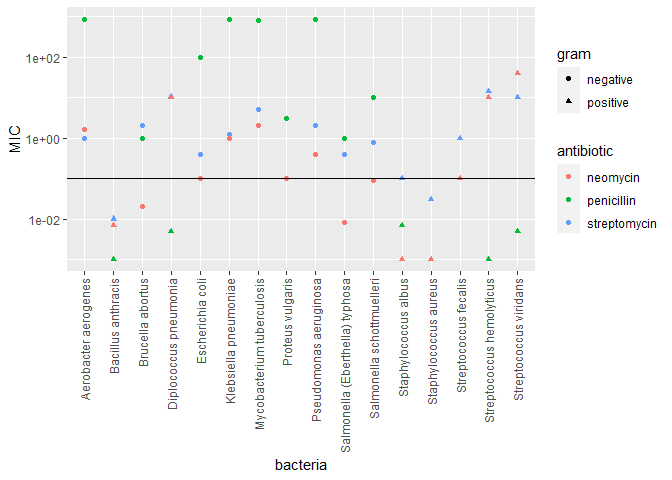 1e+02
1e+00
1e-02
MIC
Aerobacter aerogenes
Bacillus anthracis
Brucella abortus
Diplococcus pneumonia
Escherichia coli
Klebsiella pneumoniae
Mycobacterium tuberculosis
Proteus vulgaris
Pseudomonas aeruginosa
Salmonella (Eberthella) typhosa
Salmonella schottmuelleri
Staphylococcus albus
Staphylococcus aureus
Streptococcus fecalis
Streptococcus hemolyticus
Streptococcus viridans
bacteria
gram
negative
positive
antibiotic
neomycin
penicillin
streptomycin